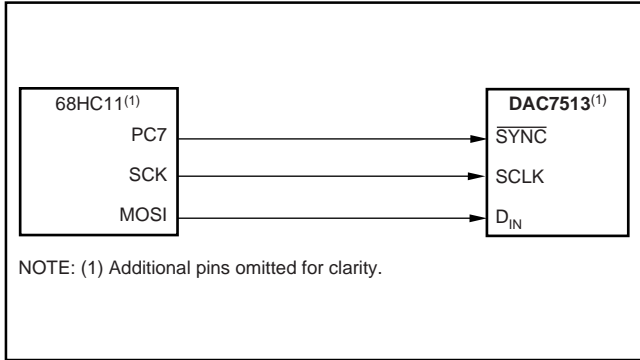 68HC11(1)
PC7
SCK
MOSI
DAC7513(1)
SYNC
SCLK
DIN
NOTE: (1) Additional pins omitted for clarity.